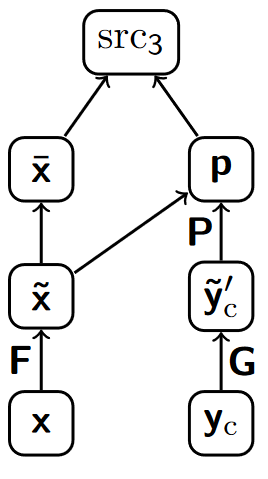 src₃
x̄ p
P
x̃ ỹ′c
F G
x yc